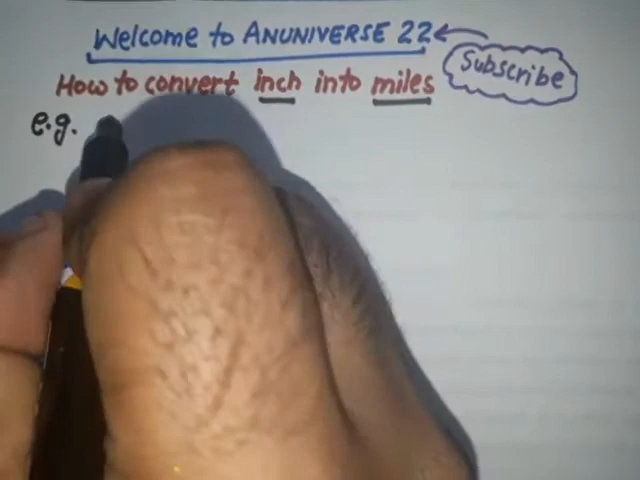 Welcome to ANUNIVERSE 22
Subscribe
How to convert inch into miles
e.g.